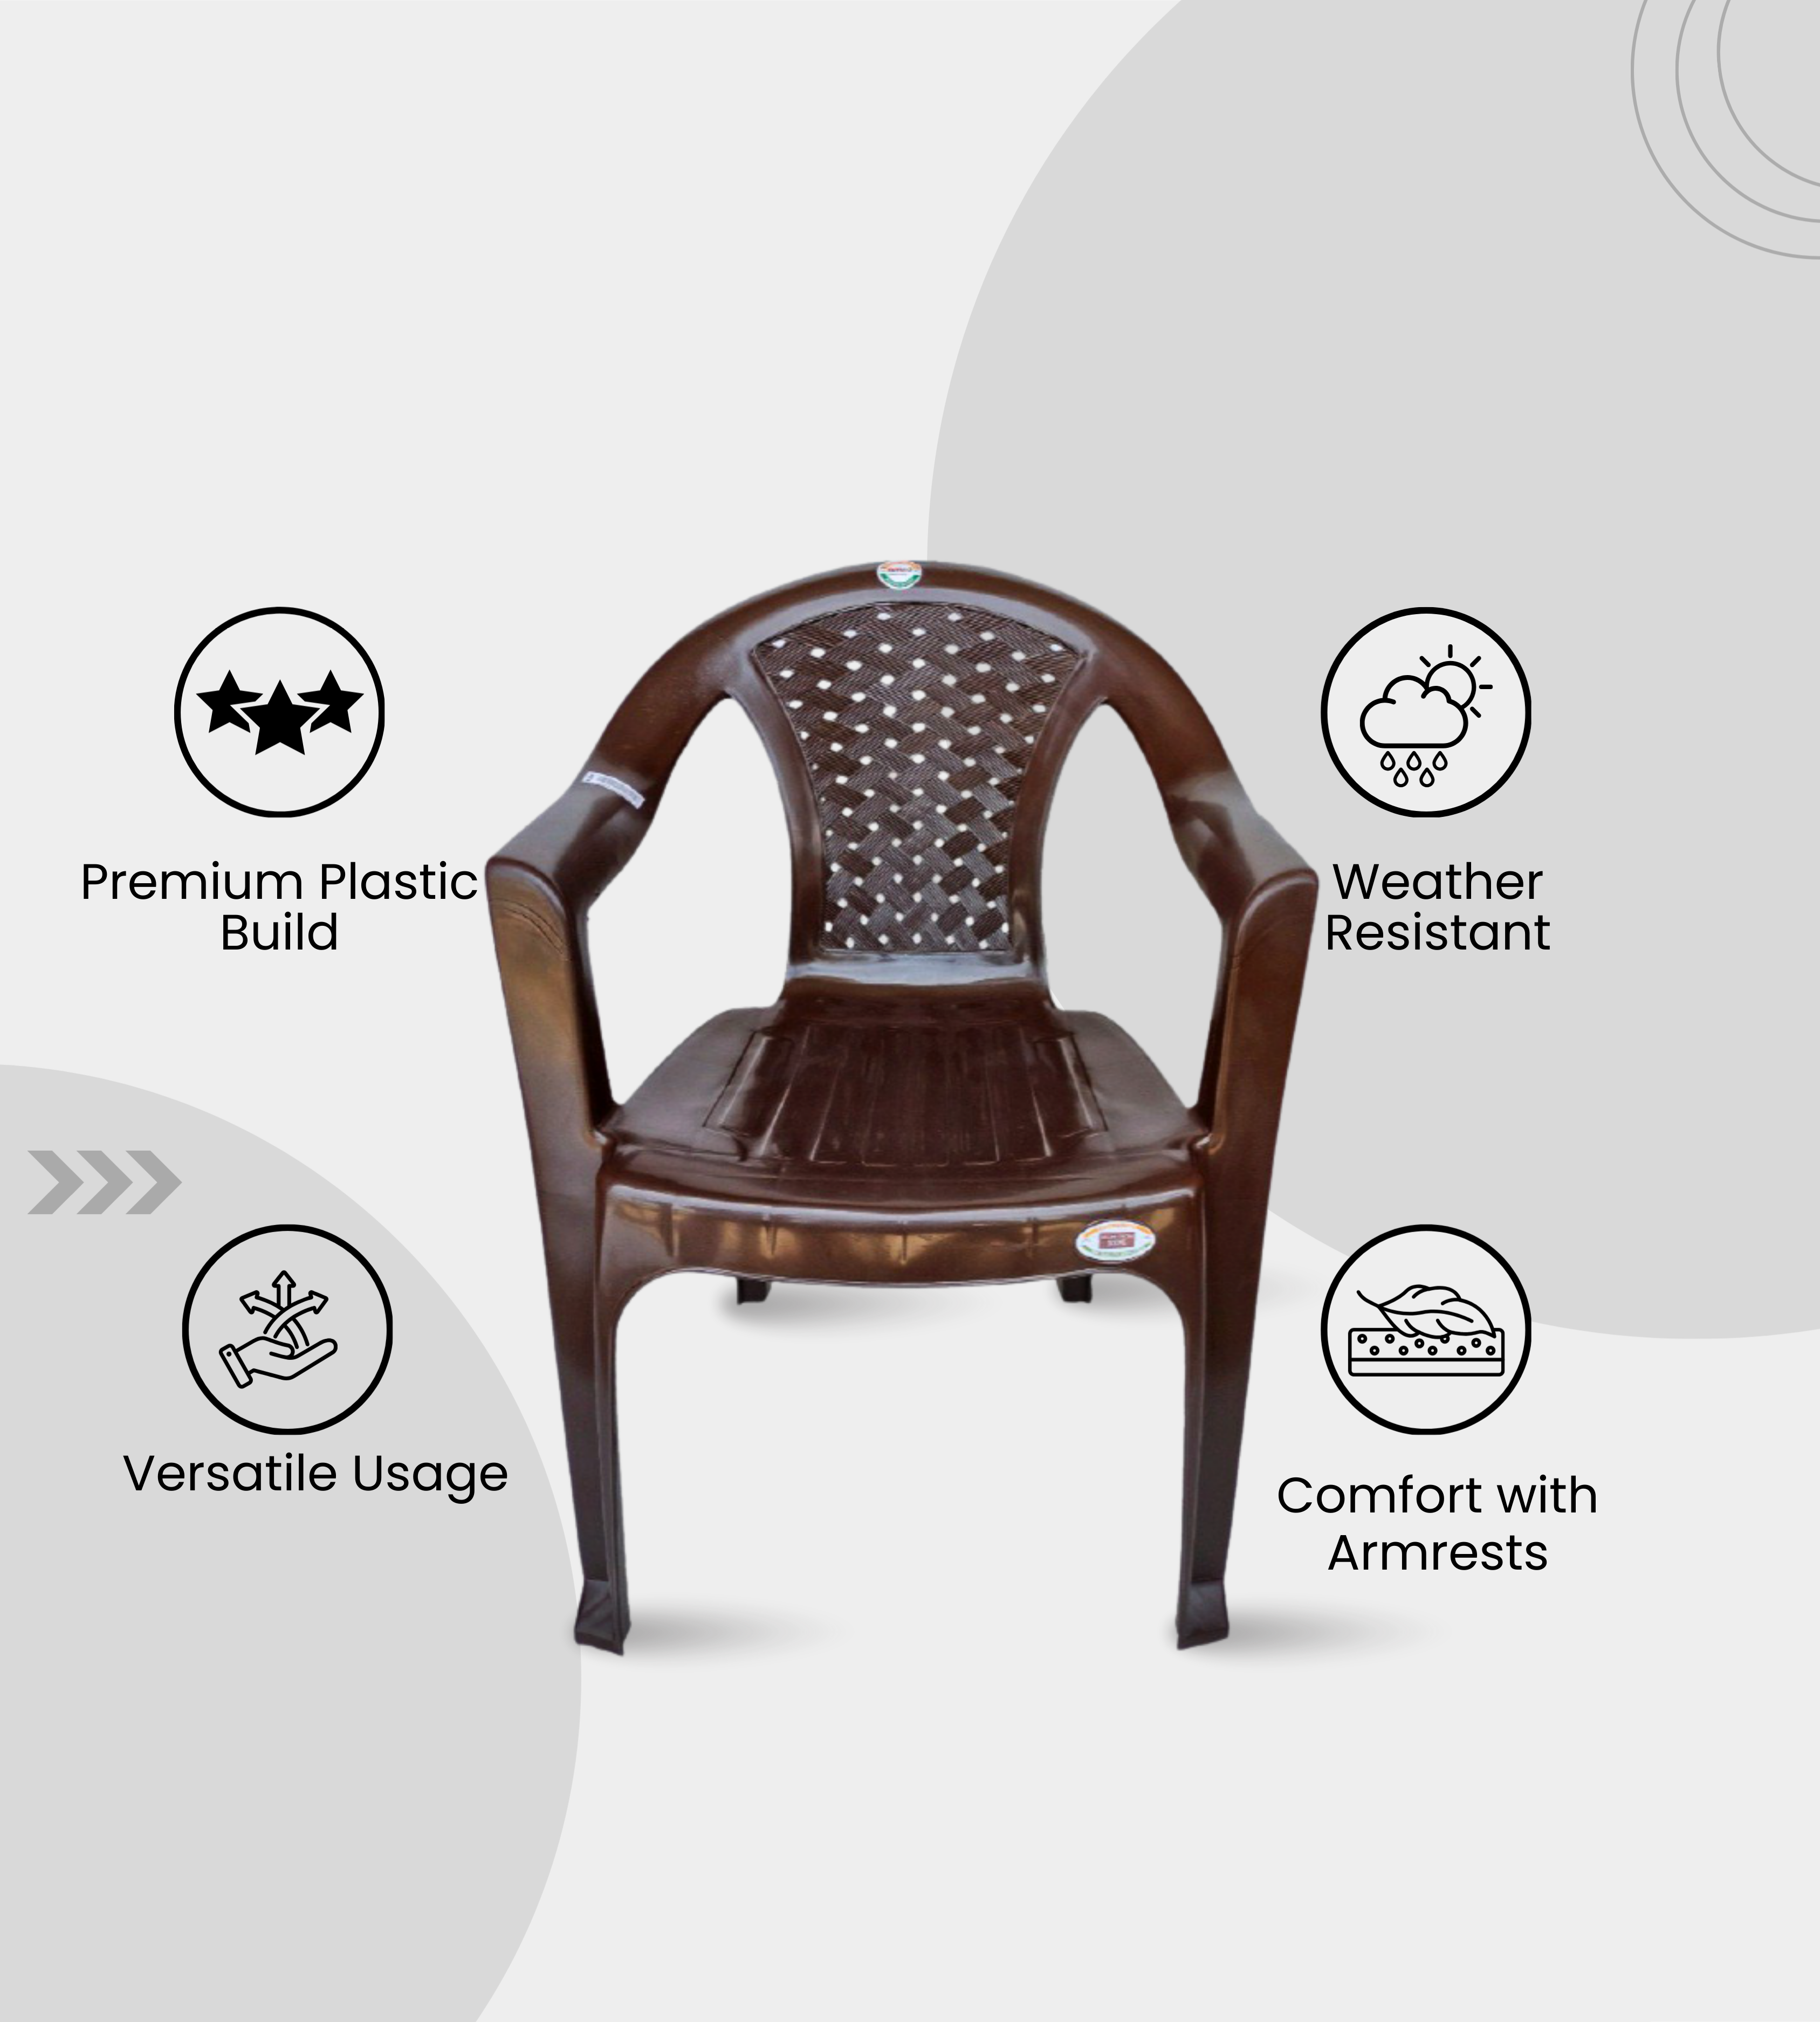 Premium Plastic
Build
Weather
Resistant
Versatile Usage
Comfort with
Armrests